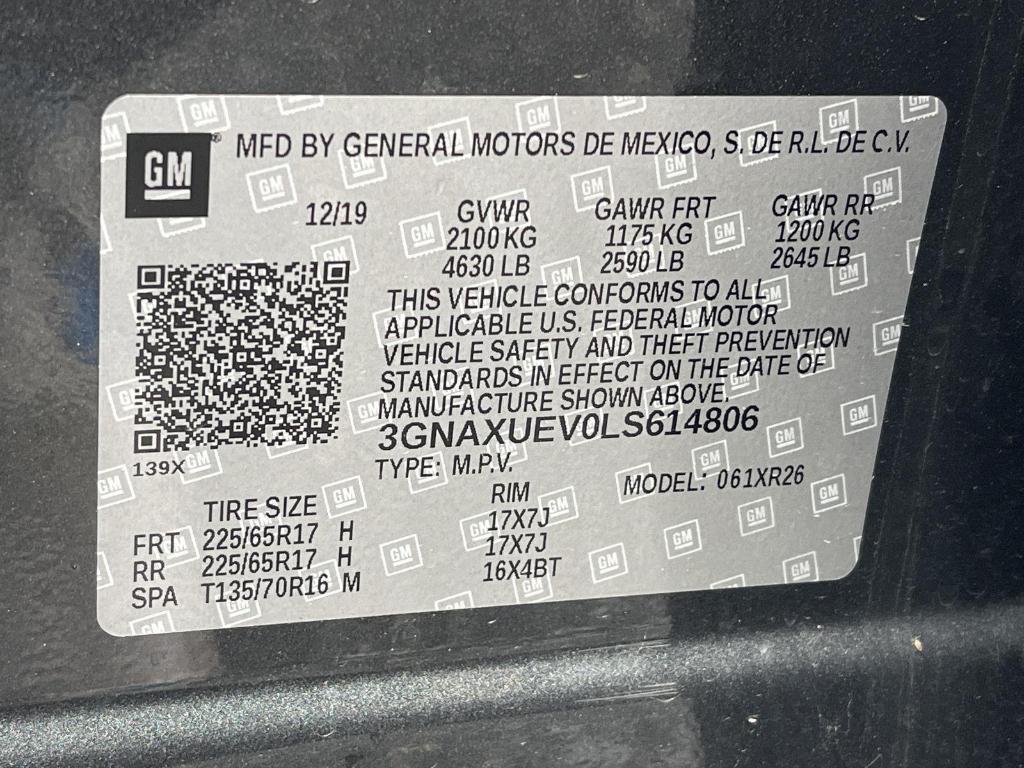 GM ® MFD BY GENERAL MOTORS DE MEXICO, S. DE R.L. DE C.V.
12/19 GVWR GAWR FRT GAWR RR
2100 KG 1175 KG 1200 KG
4630 LB 2590 LB 2645 LB
THIS VEHICLE CONFORMS TO ALL
APPLICABLE U.S. FEDERAL MOTOR
VEHICLE SAFETY AND THEFT PREVENTION
STANDARDS IN EFFECT ON THE DATE OF
MANUFACTURE SHOWN ABOVE.
3GNAXUEV0LS614806
139X TYPE: M.P.V. MODEL: 061XR26
TIRE SIZE RIM
FRT 225/65R17 H 17X7J
RR 225/65R17 H 17X7J
SPA T135/70R16 M 16X4BT